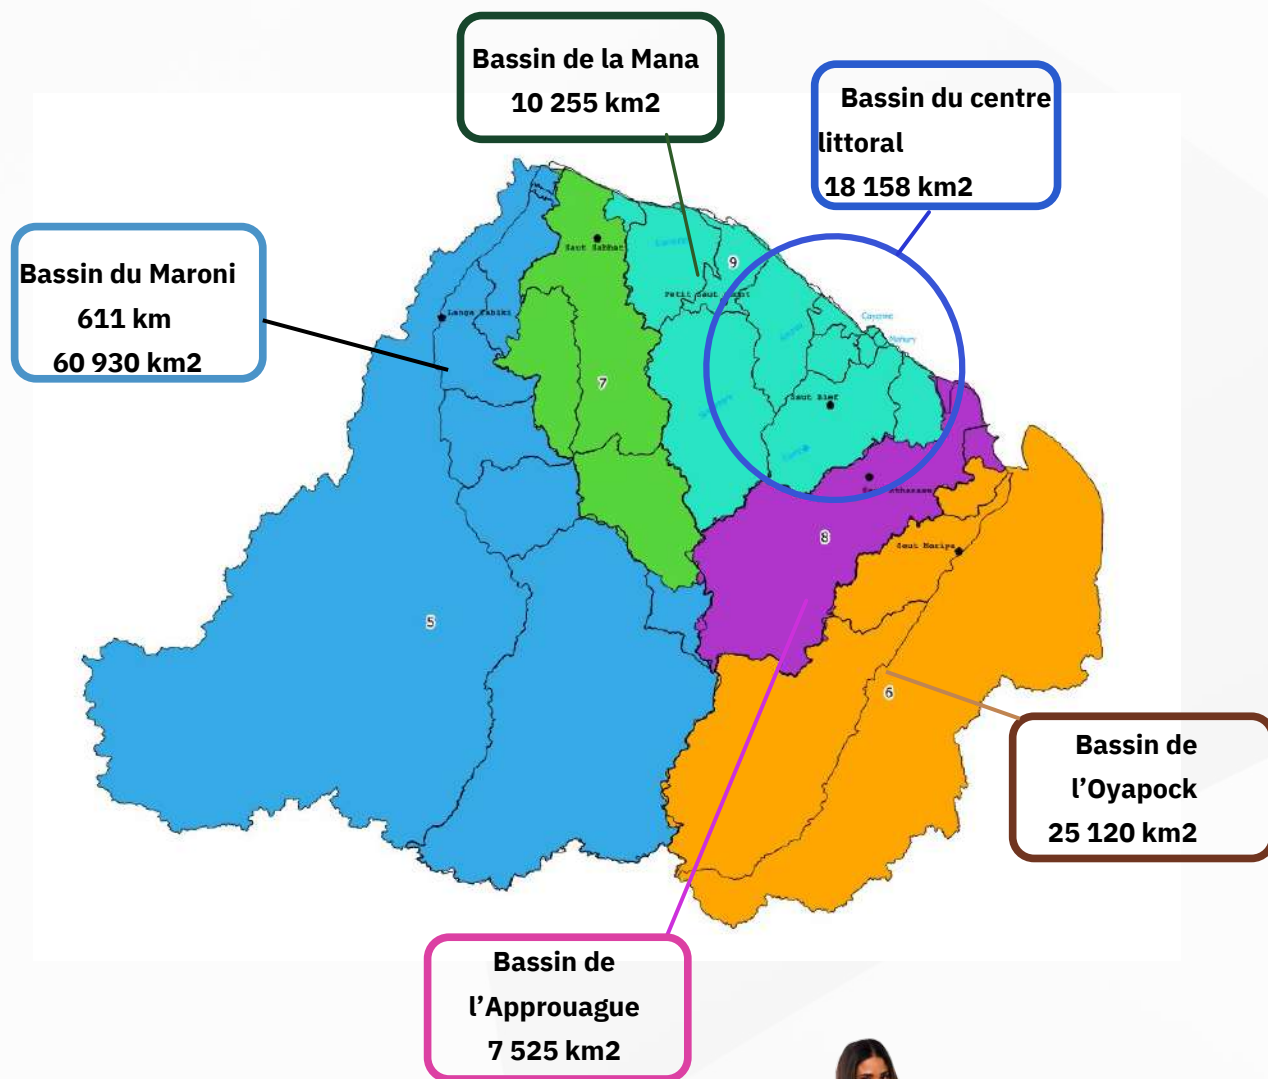 Bassin de la Mana
10 255 km2
Bassin du centre
littoral
18 158 km2
Bassin du Maroni
611 km
60 930 km2
Saut Sabbat
9
Petit Saut
Cayenne
Mahury
Langa Tabiki
7
Saut Bief
8
Saut Maripa
5
6
Bassin de
l’Oyapock
25 120 km2
Bassin de
l’Approuague
7 525 km2